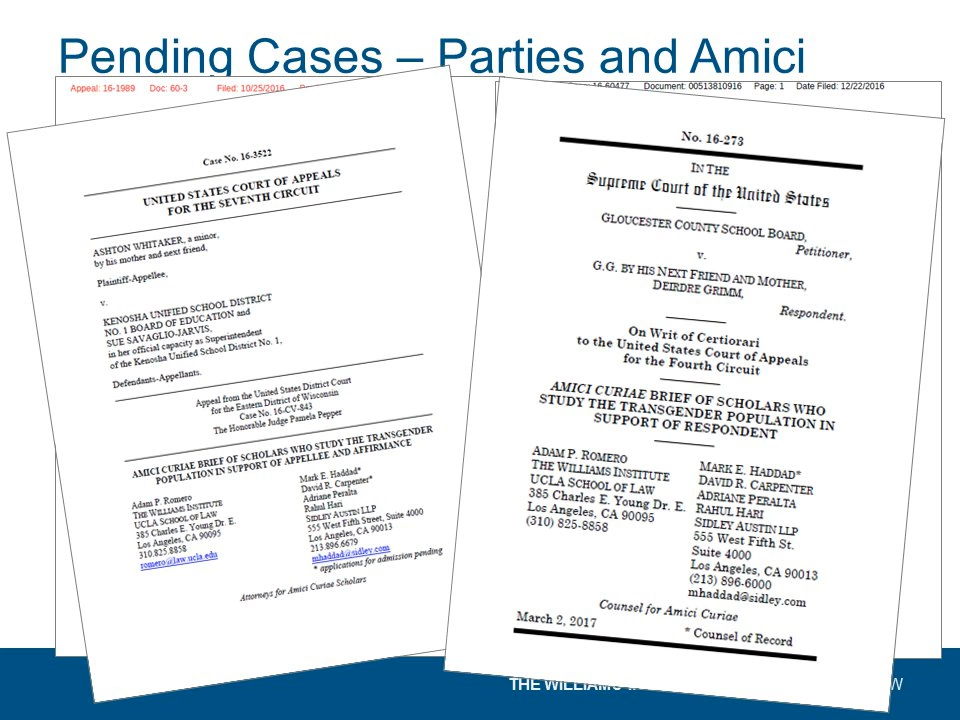 Pending Cases – Parties and Amici
Appeal: 16-1989 Doc: 60-3 Filed: 10/25/2016
16-60477 Document: 00513810916 Page: 1 Date Filed: 12/22/2016
Case No. 16-3522
UNITED STATES COURT OF APPEALS
FOR THE SEVENTH CIRCUIT
ASHTON WHITAKER, a minor,
by his mother and next friend,
Plaintiff-Appellee,
v.
KENOSHA UNIFIED SCHOOL DISTRICT
NO. 1 BOARD OF EDUCATION and
SUE SAVAGLIO-JARVIS,
in her official capacity as Superintendent
of the Kenosha Unified School District No. 1,
Defendants-Appellants.
Appeal from the United States District Court
for the Eastern District of Wisconsin
Case No. 16-CV-843
The Honorable Judge Pamela Pepper
AMICI CURIAE BRIEF OF SCHOLARS WHO STUDY THE TRANSGENDER
POPULATION IN SUPPORT OF APPELLEE AND AFFIRMANCE
Adam P. Romero
THE WILLIAMS INSTITUTE
UCLA SCHOOL OF LAW
385 Charles E. Young Dr. E.
Los Angeles, CA 90095
310.825.8858
romero@law.ucla.edu
Mark E. Haddad*
David R. Carpenter*
Adriane Peralta
Rahul Hari
SIDLEY AUSTIN LLP
555 West Fifth Street, Suite 4000
Los Angeles, CA 90013
213.896.6679
mhaddad@sidley.com
* applications for admission pending
Attorneys for Amici Curiae Scholars
No. 16-273
IN THE
Supreme Court of the United States
GLOUCESTER COUNTY SCHOOL BOARD,
Petitioner,
v.
G.G. BY HIS NEXT FRIEND AND MOTHER,
DEIRDRE GRIMM,
Respondent.
On Writ of Certiorari
to the United States Court of Appeals
for the Fourth Circuit
AMICI CURIAE BRIEF OF SCHOLARS WHO
STUDY THE TRANSGENDER POPULATION IN
SUPPORT OF RESPONDENT
ADAM P. ROMERO
THE WILLIAMS INSTITUTE
UCLA SCHOOL OF LAW
385 Charles E. Young Dr. E.
Los Angeles, CA 90095
(310) 825-8858
MARK E. HADDAD*
DAVID R. CARPENTER
ADRIANE PERALTA
RAHUL HARI
SIDLEY AUSTIN LLP
555 West Fifth St.
Suite 4000
Los Angeles, CA 90013
(213) 896-6000
mhaddad@sidley.com
Counsel for Amici Curiae
March 2, 2017 * Counsel of Record
THE WILLIAMS